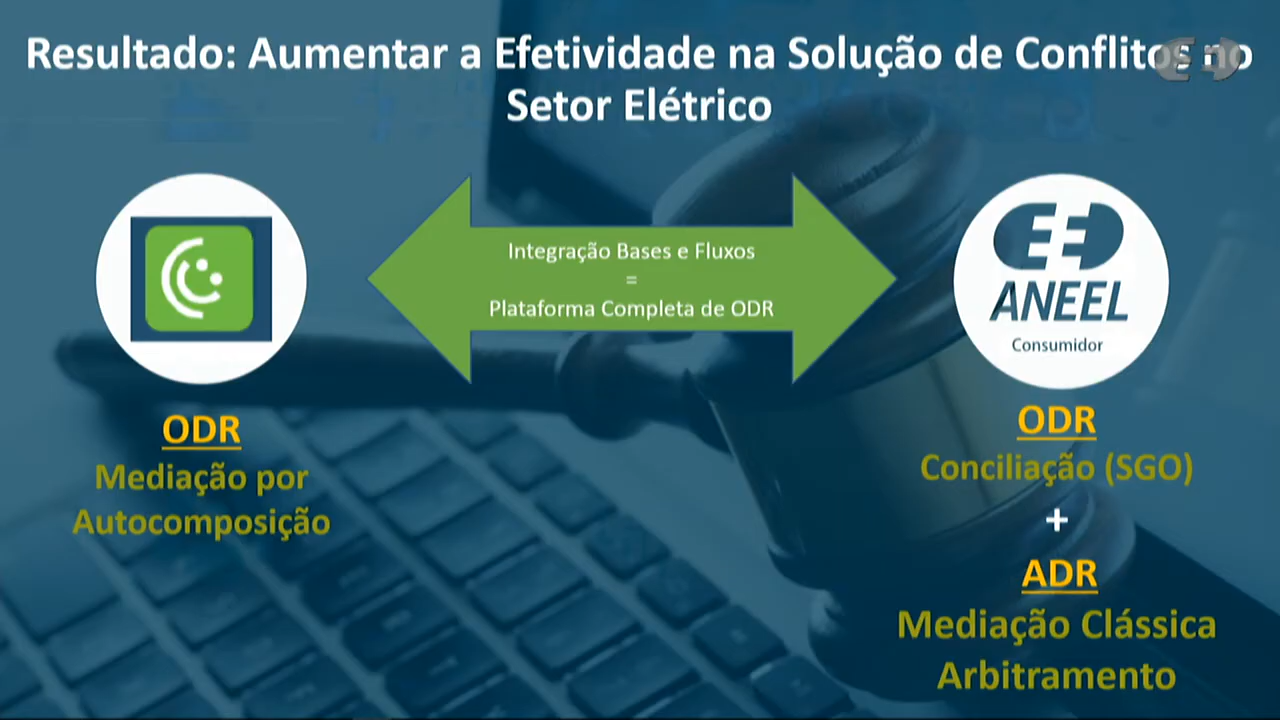 Resultado: Aumentar a Efetividade na Solução de Conflitos no
Setor Elétrico
Integração Bases e Fluxos
=
Plataforma Completa de ODR
ANEEL
Consumidor
ODR
Mediação por
Autocomposição
ODR
Conciliação (SGO)
+
ADR
Mediação Clássica
Arbitramento